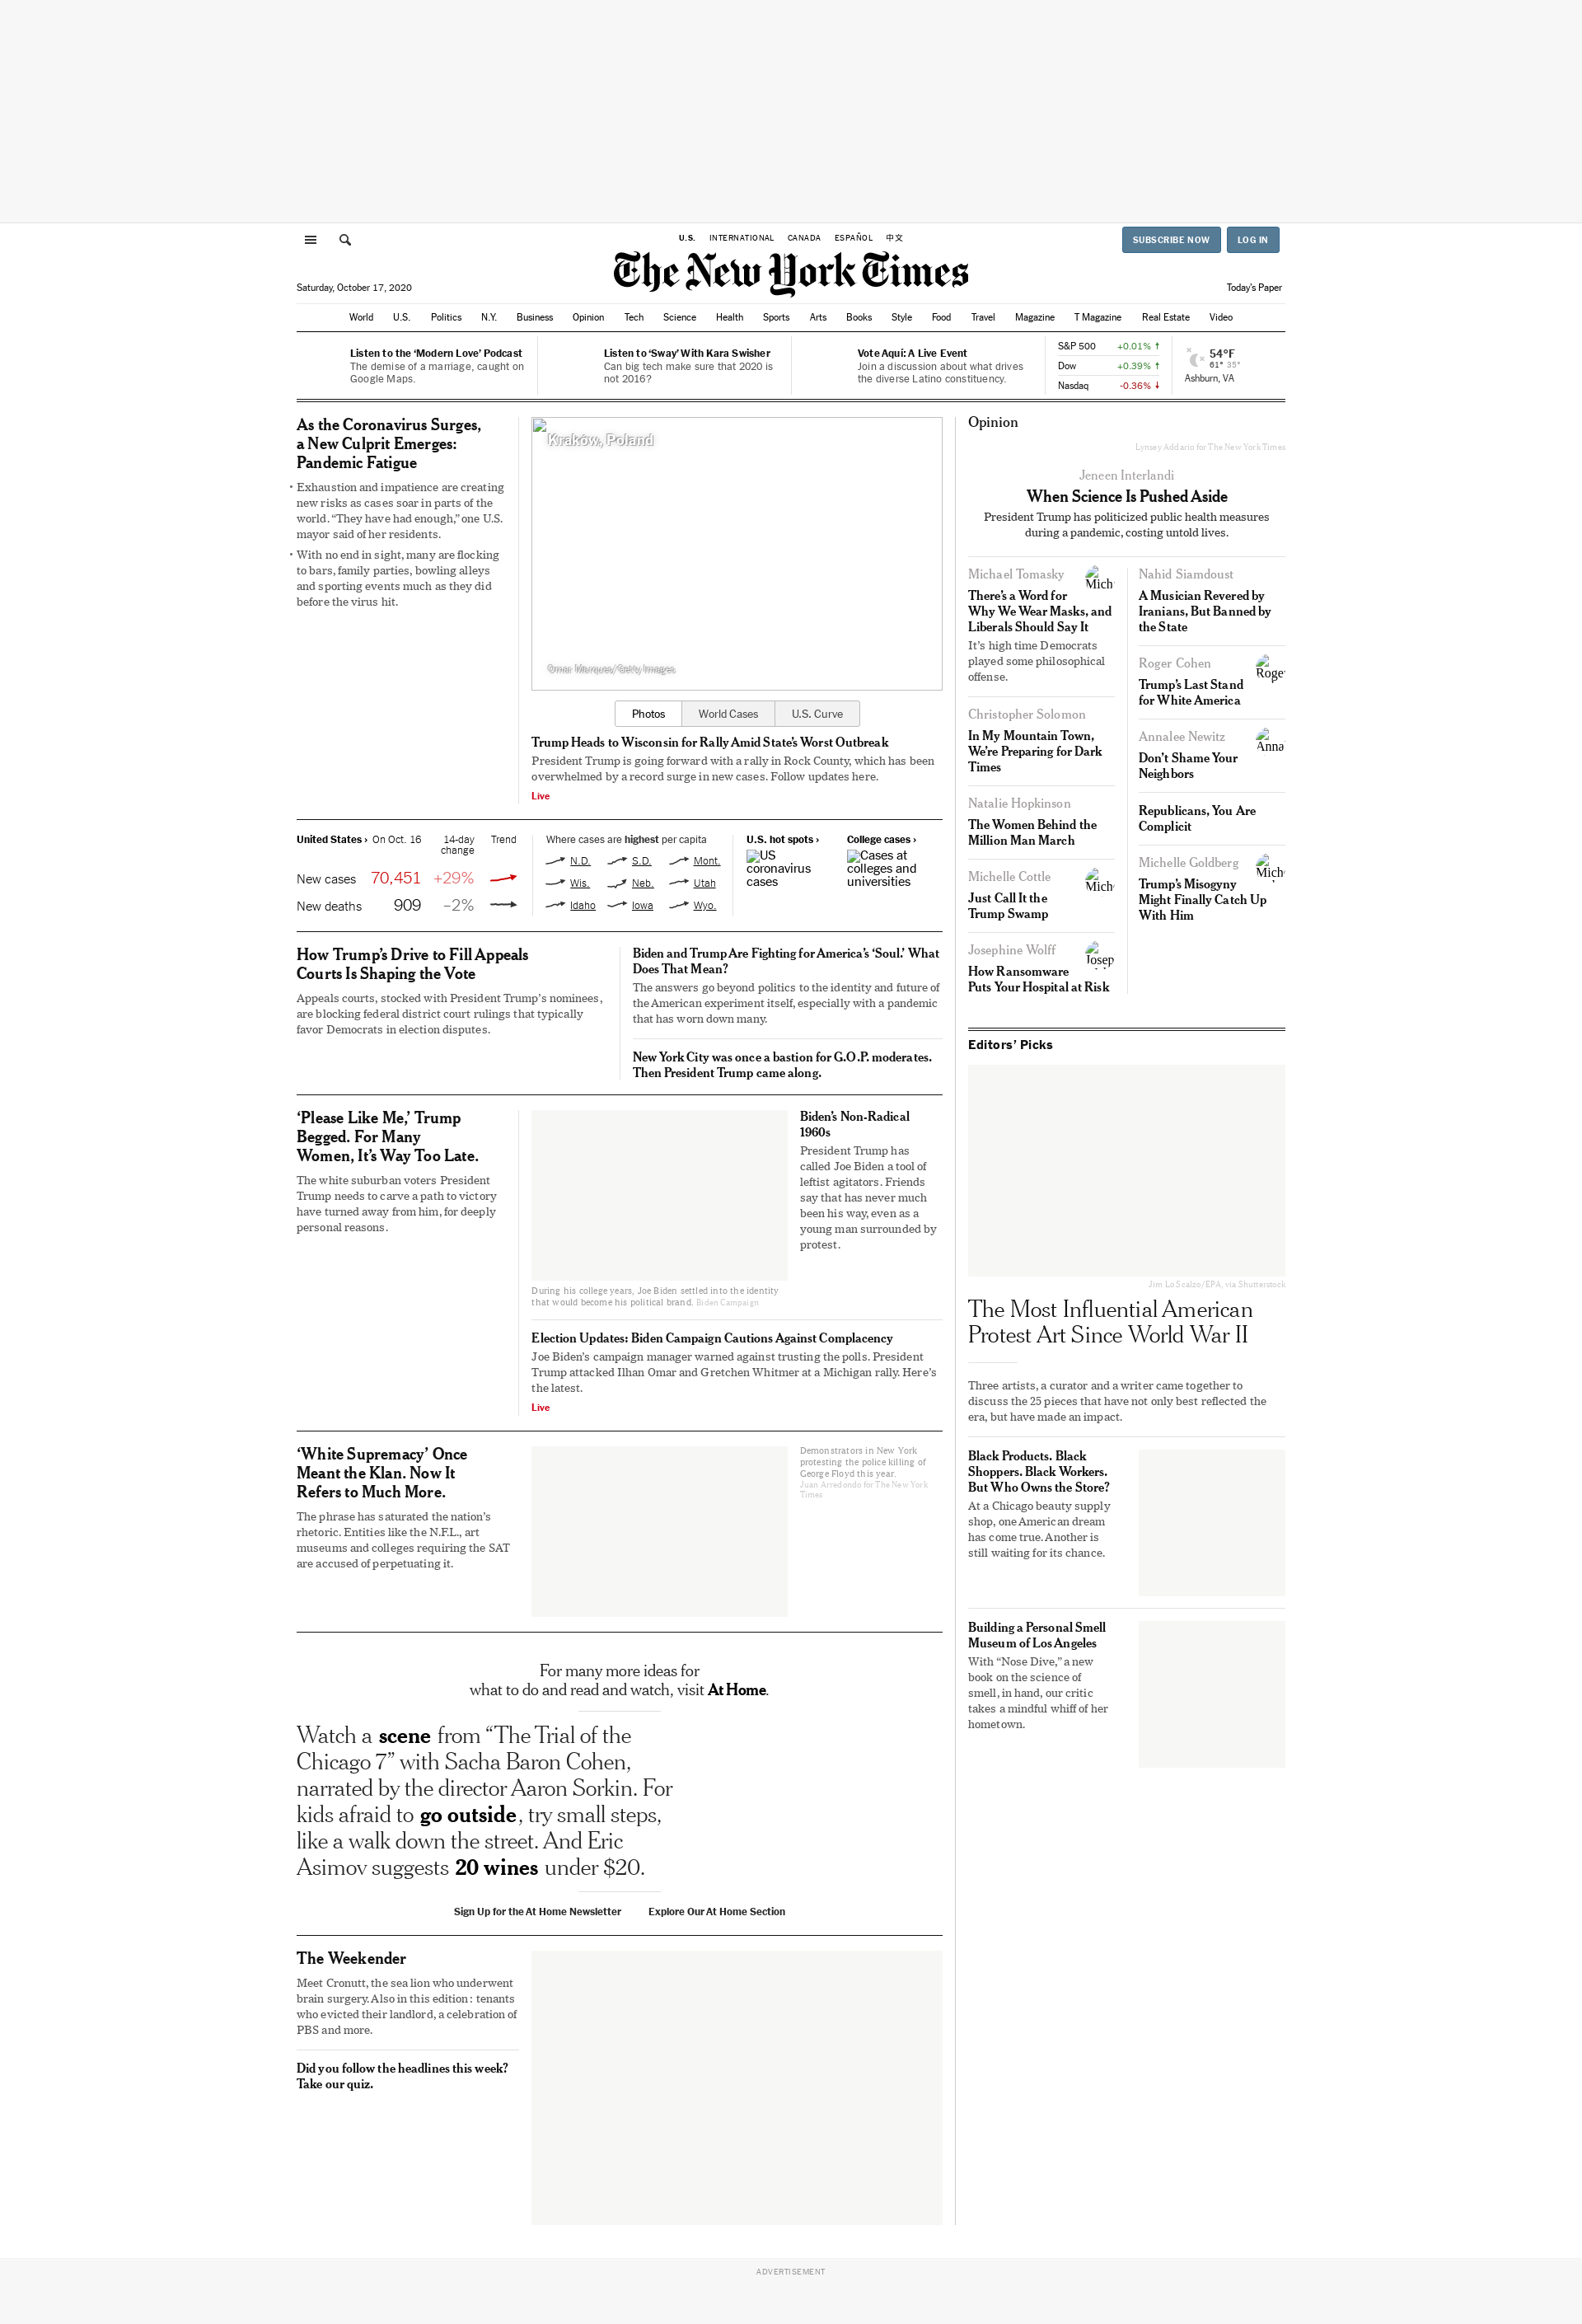 U.S. INTERNATIONAL CANADA ESPAÑOL 中文
SUBSCRIBE NOW LOG IN
The New York Times
Saturday, October 17, 2020
Today's Paper
World U.S. Politics N.Y. Business Opinion Tech Science Health Sports Arts Books Style Food Travel Magazine T Magazine Real Estate Video
Listen to the ‘Modern Love’ Podcast
The demise of a marriage, caught on
Google Maps.
Listen to ‘Sway’ With Kara Swisher
Can big tech make sure that 2020 is
not 2016?
Vote Aquí: A Live Event
Join a discussion about what drives
the diverse Latino constituency.
S&P 500 +0.01% ↑
Dow +0.39% ↑
Nasdaq -0.36% ↓
54°F
61° 35°
Ashburn, VA
As the Coronavirus Surges,
a New Culprit Emerges:
Pandemic Fatigue
• Exhaustion and impatience are creating
new risks as cases soar in parts of the
world. “They have had enough,” one U.S.
mayor said of her residents.
• With no end in sight, many are flocking
to bars, family parties, bowling alleys
and sporting events much as they did
before the virus hit.
Kraków, Poland
Omar Marques/Getty Images
Photos World Cases U.S. Curve
Trump Heads to Wisconsin for Rally Amid State’s Worst Outbreak
President Trump is going forward with a rally in Rock County, which has been
overwhelmed by a record surge in new cases. Follow updates here.
Live
United States › On Oct. 16 14-day
change Trend
New cases 70,451 +29%
New deaths 909 –2%
Where cases are highest per capita
N.D. S.D. Mont.
Wis. Neb. Utah
Idaho Iowa Wyo.
U.S. hot spots ›
US
coronavirus
cases
College cases ›
Cases at
colleges and
universities
How Trump’s Drive to Fill Appeals
Courts Is Shaping the Vote
Appeals courts, stocked with President Trump’s nominees,
are blocking federal district court rulings that typically
favor Democrats in election disputes.
Biden and Trump Are Fighting for America’s ‘Soul.’ What
Does That Mean?
The answers go beyond politics to the identity and future of
the American experiment itself, especially with a pandemic
that has worn down many.
New York City was once a bastion for G.O.P. moderates.
Then President Trump came along.
‘Please Like Me,’ Trump
Begged. For Many
Women, It’s Way Too Late.
The white suburban voters President
Trump needs to carve a path to victory
have turned away from him, for deeply
personal reasons.
During his college years, Joe Biden settled into the identity
that would become his political brand. Biden Campaign
Biden’s Non-Radical
1960s
President Trump has
called Joe Biden a tool of
leftist agitators. Friends
say that has never much
been his way, even as a
young man surrounded by
protest.
Election Updates: Biden Campaign Cautions Against Complacency
Joe Biden’s campaign manager warned against trusting the polls. President
Trump attacked Ilhan Omar and Gretchen Whitmer at a Michigan rally. Here’s
the latest.
Live
‘White Supremacy’ Once
Meant the Klan. Now It
Refers to Much More.
The phrase has saturated the nation’s
rhetoric. Entities like the N.F.L., art
museums and colleges requiring the SAT
are accused of perpetuating it.
Demonstrators in New York
protesting the police killing of
George Floyd this year.
Juan Arredondo for The New York
Times
For many more ideas for
what to do and read and watch, visit At Home.
Watch a scene from “The Trial of the
Chicago 7” with Sacha Baron Cohen,
narrated by the director Aaron Sorkin. For
kids afraid to go outside, try small steps,
like a walk down the street. And Eric
Asimov suggests 20 wines under $20.
Sign Up for the At Home Newsletter Explore Our At Home Section
The Weekender
Meet Cronutt, the sea lion who underwent
brain surgery. Also in this edition: tenants
who evicted their landlord, a celebration of
PBS and more.
Did you follow the headlines this week?
Take our quiz.
Opinion
Lynsey Addario for The New York Times
Jeneen Interlandi
When Science Is Pushed Aside
President Trump has politicized public health measures
during a pandemic, costing untold lives.
Michael Tomasky
Mich
There’s a Word for
Why We Wear Masks, and
Liberals Should Say It
It’s high time Democrats
played some philosophical
offense.
Christopher Solomon
In My Mountain Town,
We’re Preparing for Dark
Times
Natalie Hopkinson
The Women Behind the
Million Man March
Michelle Cottle
Mich
Just Call It the
Trump Swamp
Josephine Wolff
Josep
How Ransomware
Puts Your Hospital at Risk
Nahid Siamdoust
A Musician Revered by
Iranians, But Banned by
the State
Roger Cohen
Roger
Trump’s Last Stand
for White America
Annalee Newitz
Anna
Don’t Shame Your
Neighbors
Republicans, You Are
Complicit
Michelle Goldberg
Mich
Trump’s Misogyny
Might Finally Catch Up
With Him
Editors’ Picks
Jim Lo Scalzo/EPA, via Shutterstock
The Most Influential American
Protest Art Since World War II
Three artists, a curator and a writer came together to
discuss the 25 pieces that have not only best reflected the
era, but have made an impact.
Black Products. Black
Shoppers. Black Workers.
But Who Owns the Store?
At a Chicago beauty supply
shop, one American dream
has come true. Another is
still waiting for its chance.
Building a Personal Smell
Museum of Los Angeles
With “Nose Dive,” a new
book on the science of
smell, in hand, our critic
takes a mindful whiff of her
hometown.
ADVERTISEMENT